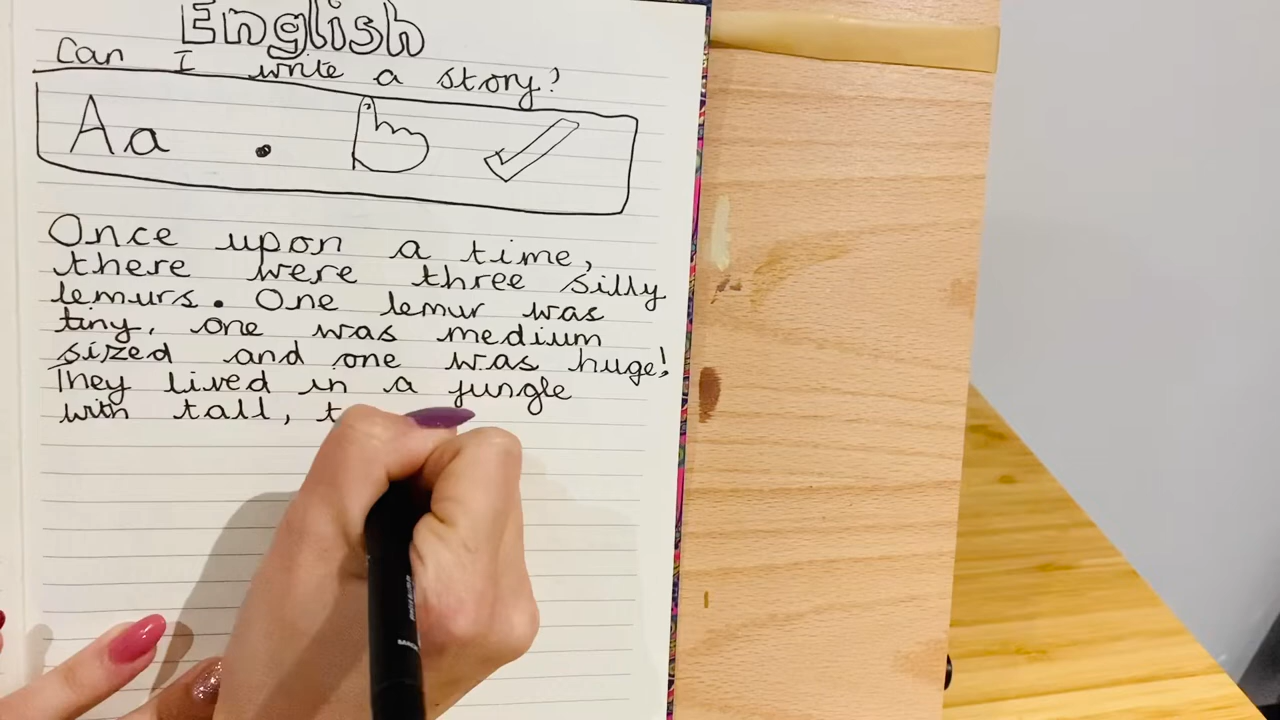 English
Can I write a story?
Aa .
Once upon a time,
there were three silly
lemurs. One lemur was
tiny, one was medium
sized and one was huge!
They lived in a jungle
with tall, t